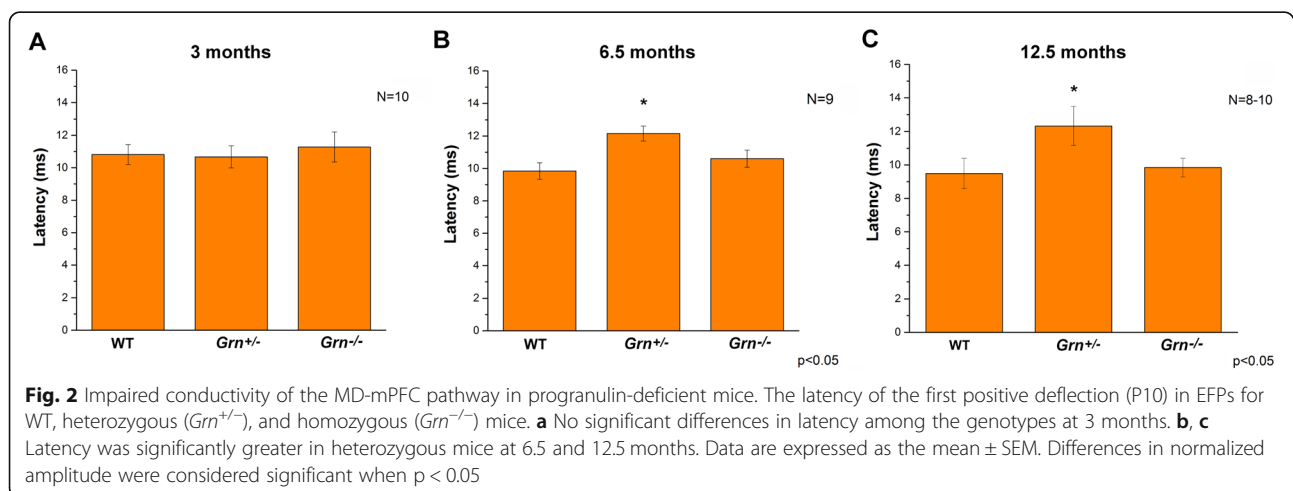 A
3 months
16
14
12
10
8
6
4
2
0
Latency (ms)
N=10
WT
Grn+/-
Grn-/-
B
6.5 months
16
14
12
10
8
6
4
2
0
Latency (ms)
*
N=9
WT
Grn+/-
Grn-/-
p<0.05
C
12.5 months
16
14
12
10
8
6
4
2
0
Latency (ms)
*
N=8-10
WT
Grn+/-
Grn-/-
p<0.05
Fig. 2 Impaired conductivity of the MD-mPFC pathway in progranulin-deficient mice. The latency of the first positive deflection (P10) in EFPs for
WT, heterozygous (Grn+/−), and homozygous (Grn−/−) mice. a No significant differences in latency among the genotypes at 3 months. b, c
Latency was significantly greater in heterozygous mice at 6.5 and 12.5 months. Data are expressed as the mean ± SEM. Differences in normalized
amplitude were considered significant when p < 0.05